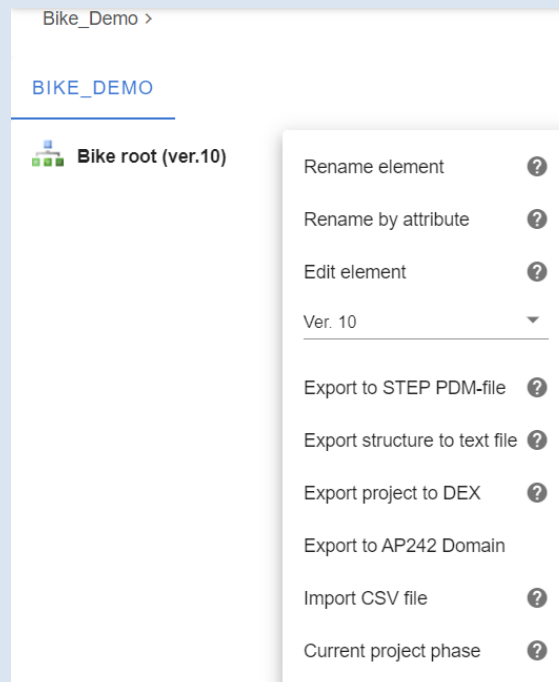 Bike_Demo >
BIKE_DEMO
Bike root (ver.10)
Rename element
Rename by attribute
Edit element
Ver. 10
Export to STEP PDM-file
Export structure to text file
Export project to DEX
Export to AP242 Domain
Import CSV file
Current project phase